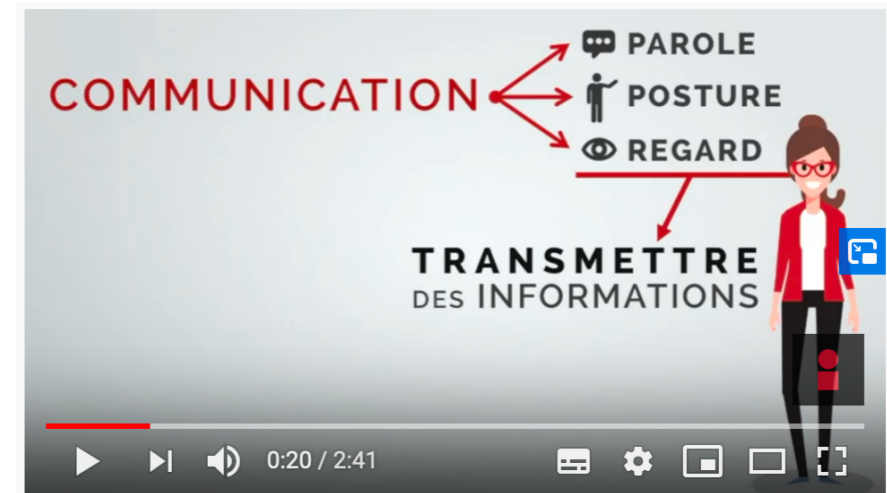 COMMUNICATION
PAROLE
POSTURE
REGARD
TRANSMETTRE
DES INFORMATIONS
0:20 / 2:41